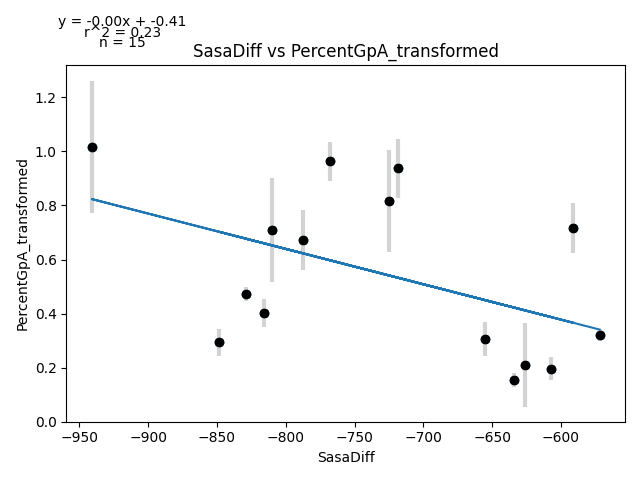 y = -0.00x + -0.41
r^2 = 0.23
n = 15
SasaDiff vs PercentGpA_transformed
PercentGpA_transformed
1.2
1.0
0.8
0.6
0.4
0.2
0.0
−950 −900 −850 −800 −750 −700 −650 −600
SasaDiff